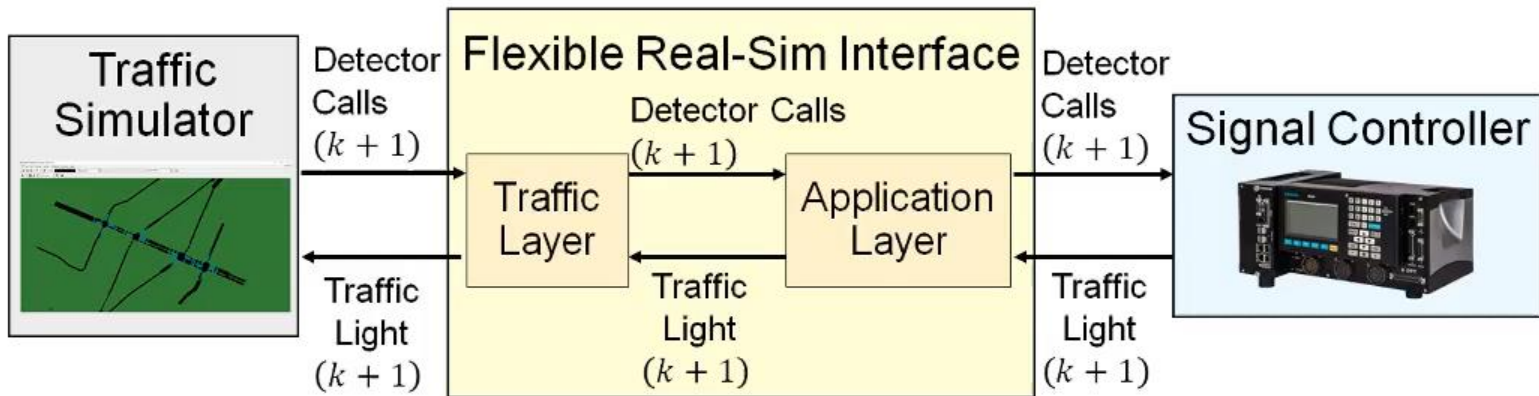 Traffic
Simulator
Detector
Calls
(k + 1)
Traffic
Light
(k + 1)
Flexible Real-Sim Interface
Detector Calls
(k + 1)
Traffic
Layer
Application
Layer
Traffic
Light
(k + 1)
Detector
Calls
(k + 1)
Traffic
Light
(k + 1)
Signal Controller